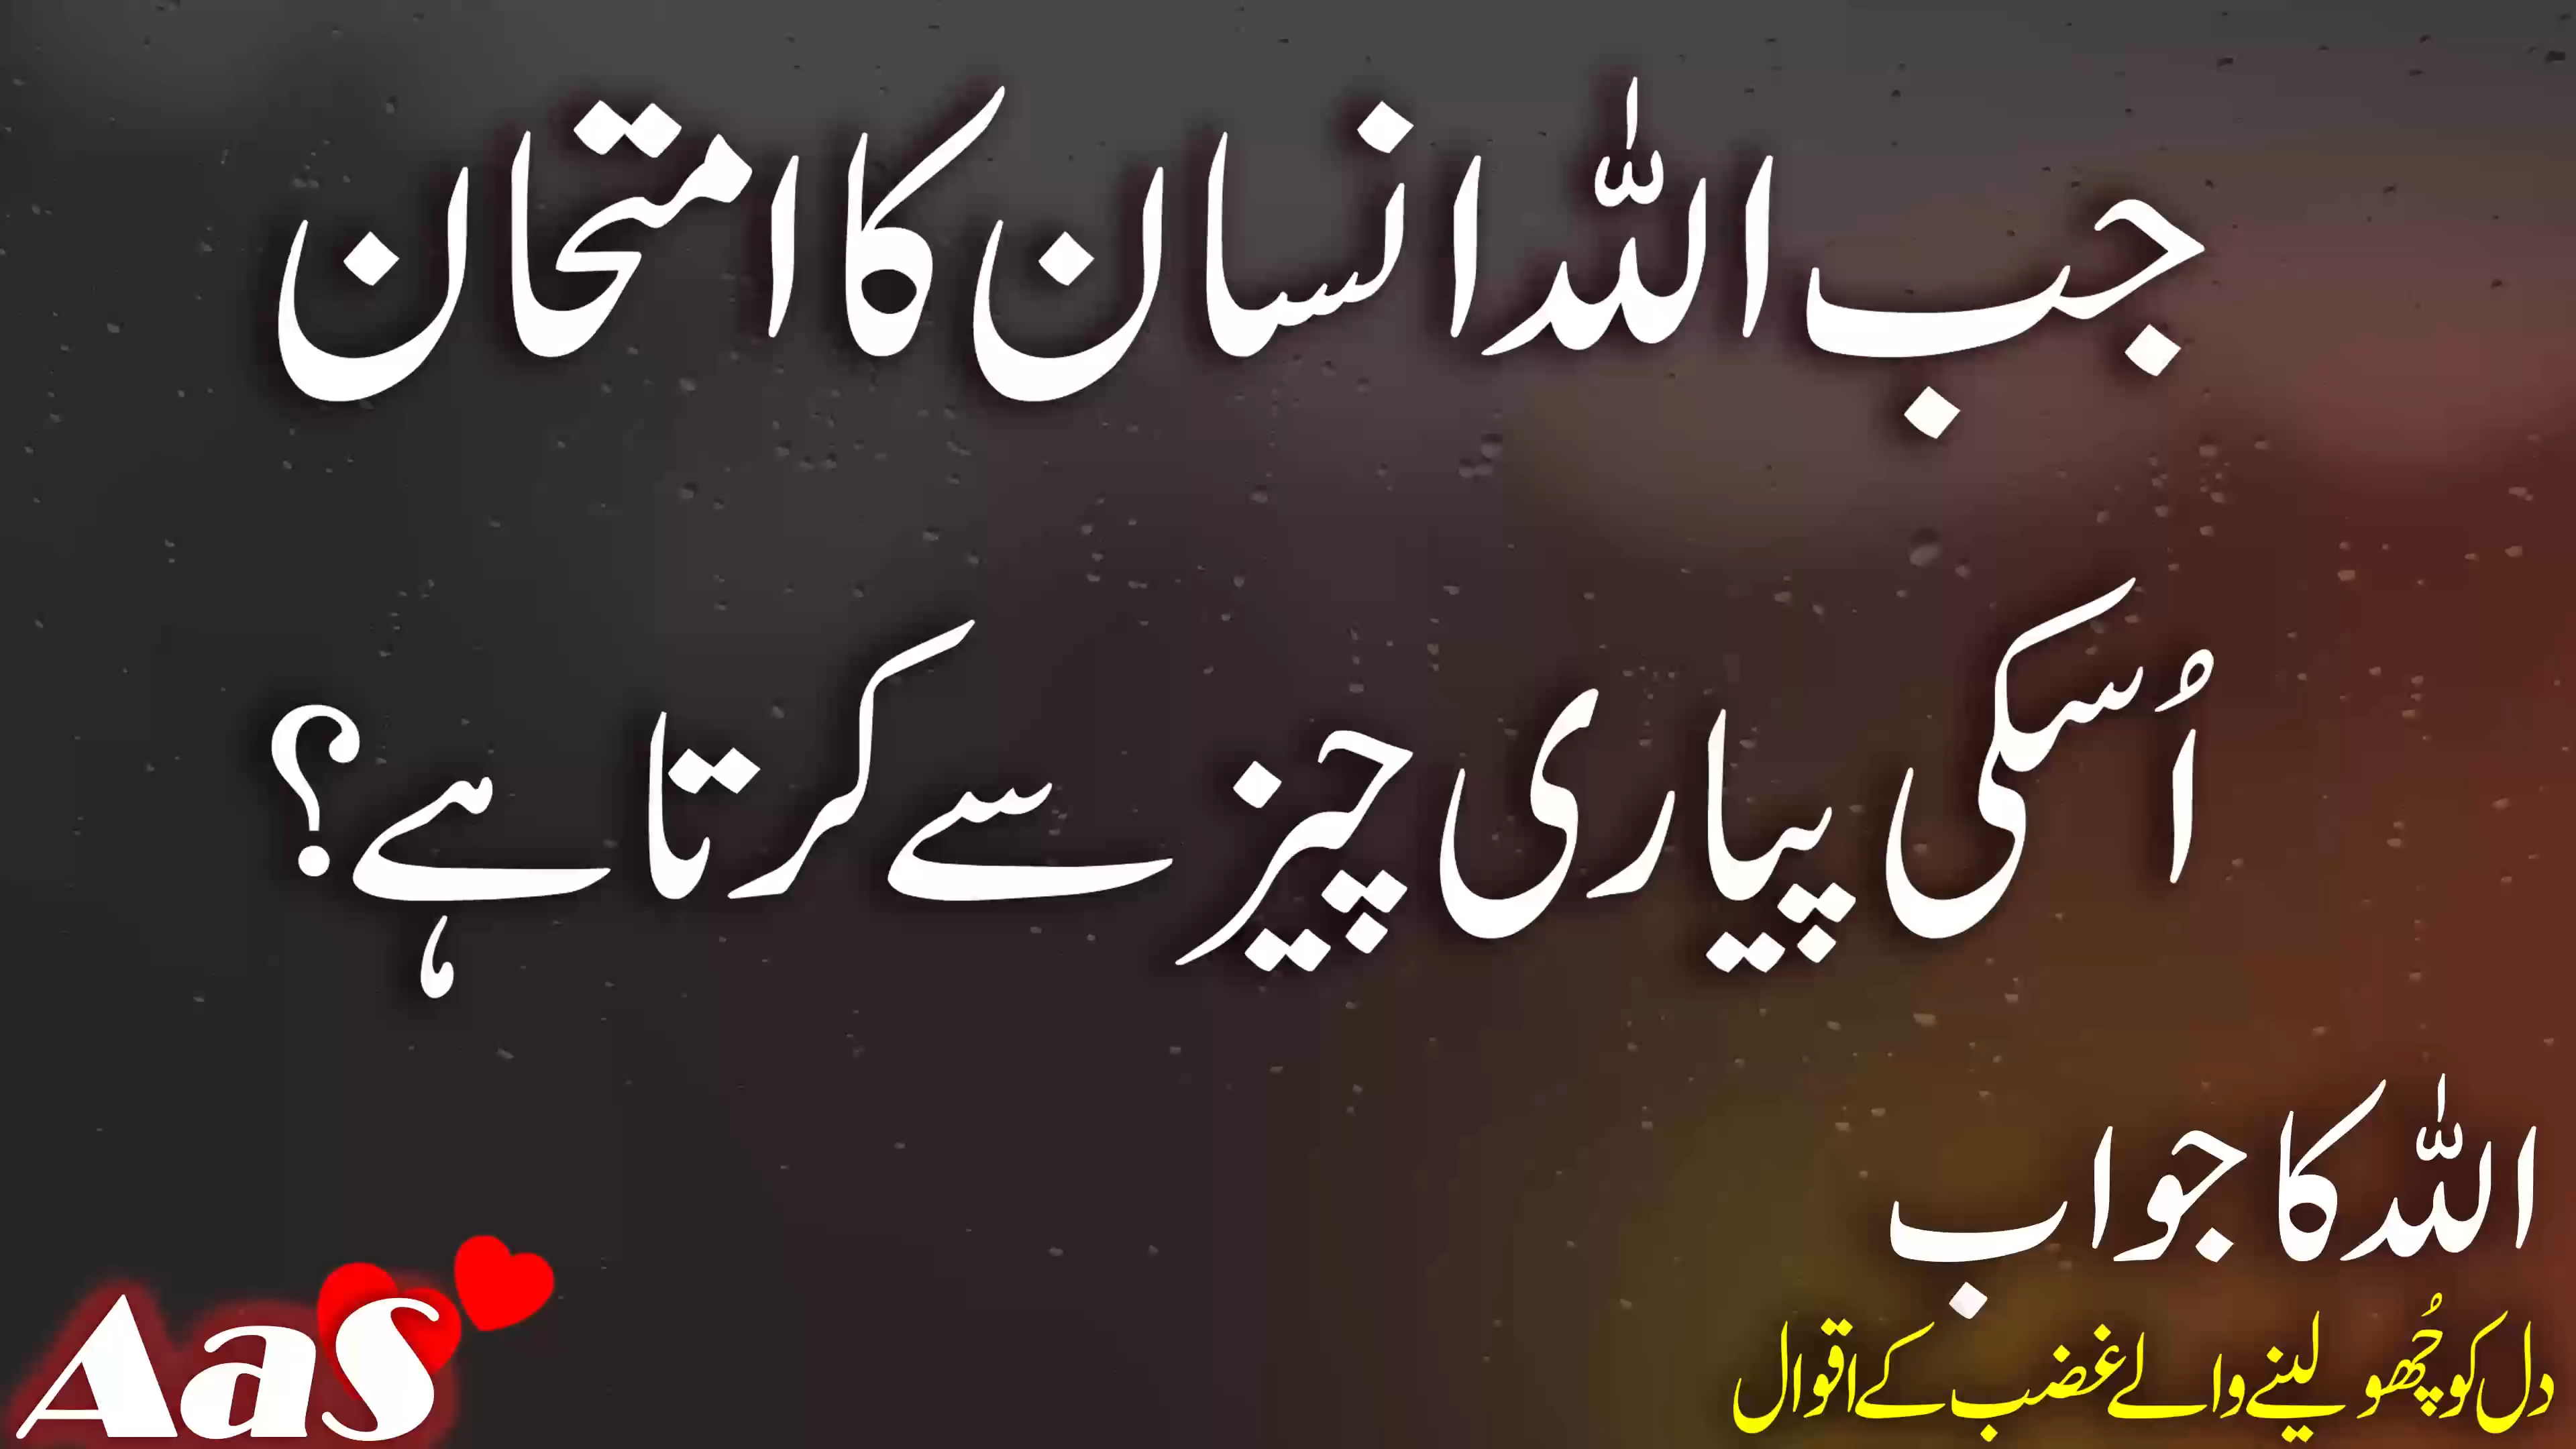 جب اللہ انسان کا امتحان
اُسکی پیاری چیز سے کرتا ہے؟
اللہ کا جواب
دل کو چُھو لینے والے غضب کے اقوال
AaS